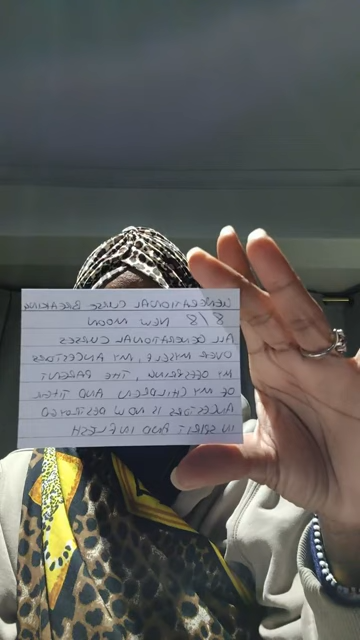 GENERATIONAL CURSE BREAKING
8/8 NEW MOON
ALL GENERATIONAL CURSES
OVER MYSELF, MY ANCESTORS
MY OFFSPRING, THE PARENT
OF MY CHILDREN AND THEIR
ANCESTORS IS NOW DESTROYED
IN SPIRIT AND IN FLESH